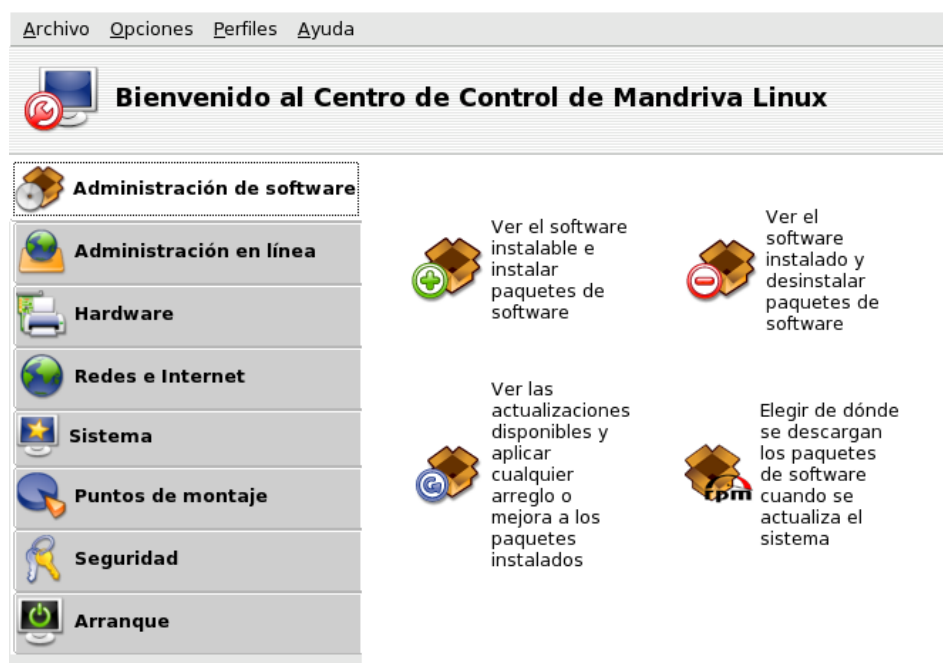 Archivo Opciones Perfiles Ayuda
Bienvenido al Centro de Control de Mandriva Linux
Administración de software
Administración en línea
Hardware
Redes e Internet
Sistema
Puntos de montaje
Seguridad
Arranque
Ver el software
instalable e
instalar
paquetes de
software
Ver el
software
instalado y
desinstalar
paquetes de
software
Ver las
actualizaciones
disponibles y
aplicar
cualquier
arreglo o
mejora a los
paquetes
instalados
rpm
Elegir de dónde
se descargan
los paquetes
de software
cuando se
actualiza el
sistema